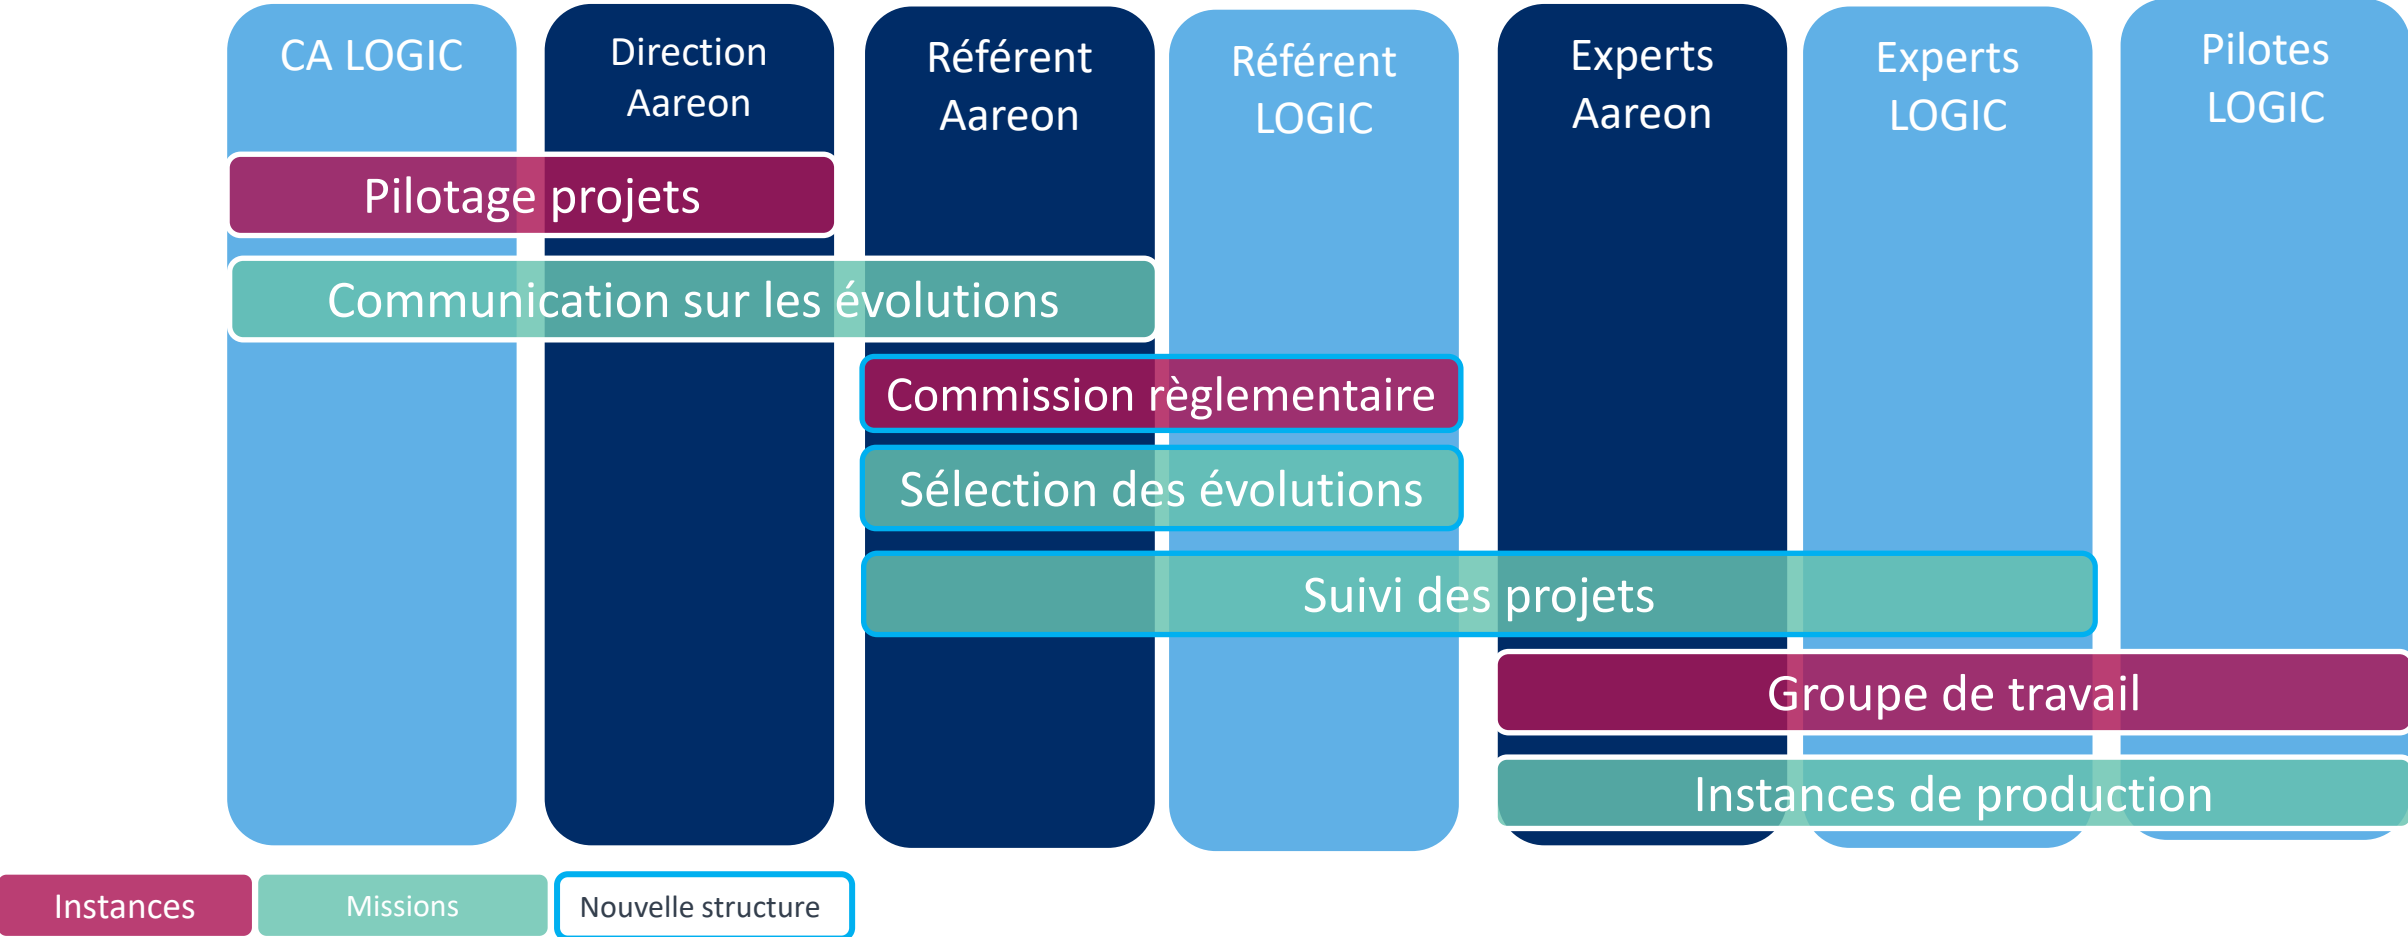 CA LOGIC
Direction
Aareon
Référent
Aareon
Référent
LOGIC
Experts
Aareon
Experts
LOGIC
Pilotes
LOGIC
Pilotage projets
Communication sur les évolutions
Commission règlementaire
Sélection des évolutions
Suivi des projets
Groupe de travail
Instances de production
Instances
Missions
Nouvelle structure